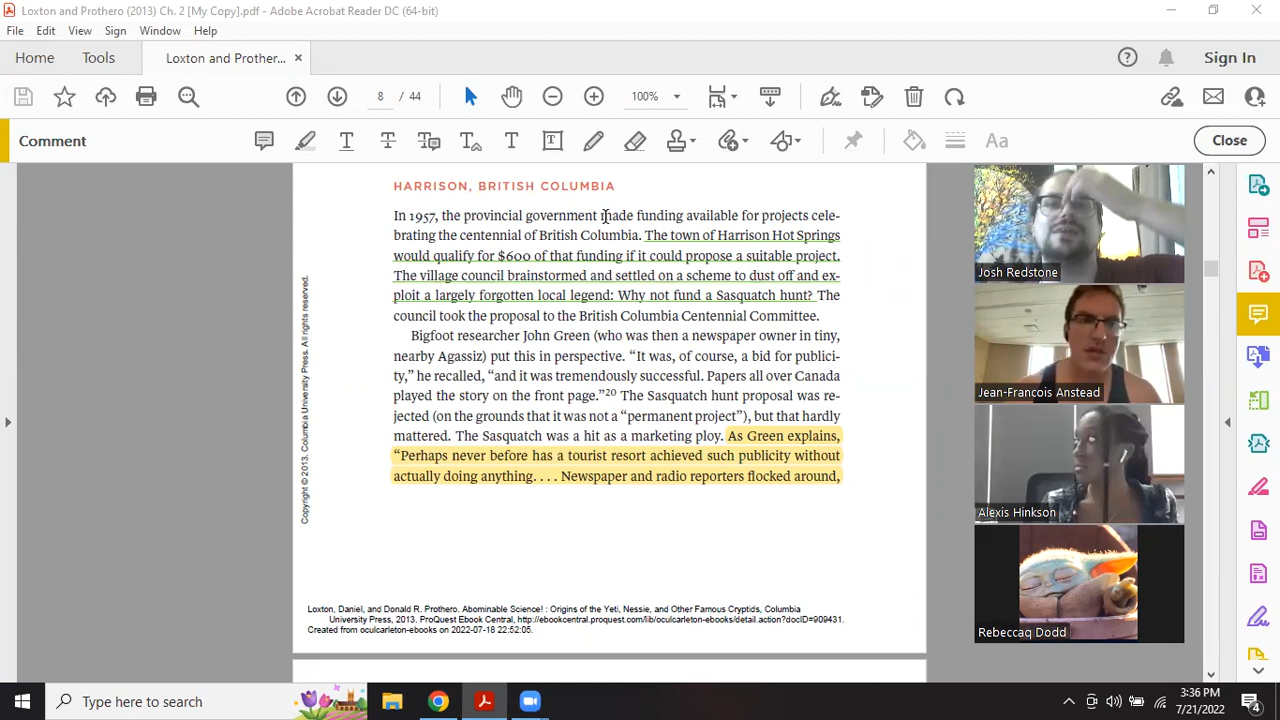 Loxton and Prothero (2013) Ch. 2 [My Copy].pdf - Adobe Acrobat Reader DC (64-bit)
File Edit View Sign Window Help
Home Tools Loxton and Prother... Sign In
8 / 44 100%
Comment Close
HARRISON, BRITISH COLUMBIA
In 1957, the provincial government made funding available for projects cele-
brating the centennial of British Columbia. The town of Harrison Hot Springs
would qualify for $600 of that funding if it could propose a suitable project.
The village council brainstormed and settled on a scheme to dust off and ex-
ploit a largely forgotten local legend: Why not fund a Sasquatch hunt? The
council took the proposal to the British Columbia Centennial Committee.
Bigfoot researcher John Green (who was then a newspaper owner in tiny,
nearby Agassiz) put this in perspective. “It was, of course, a bid for publici-
ty,” he recalled, “and it was tremendously successful. Papers all over Canada
played the story on the front page.”20 The Sasquatch hunt proposal was re-
jected (on the grounds that it was not a “permanent project”), but that hardly
mattered. The Sasquatch was a hit as a marketing ploy. As Green explains,
“Perhaps never before has a tourist resort achieved such publicity without
actually doing anything. . . . Newspaper and radio reporters flocked around,
Copyright © 2013. Columbia University Press. All rights reserved.
Loxton, Daniel, and Donald R. Prothero. Abominable Science! : Origins of the Yeti, Nessie, and Other Famous Cryptids, Columbia
University Press, 2013. ProQuest Ebook Central, http://ebookcentral.proquest.com/lib/oculcarleton-ebooks/detail.action?docID=909431.
Created from oculcarleton-ebooks on 2022-07-18 22:52:05.
Josh Redstone
Jean-Francois Anstead
Alexis Hinkson
Rebeccaq Dodd
Type here to search
3:36 PM
7/21/2022
4